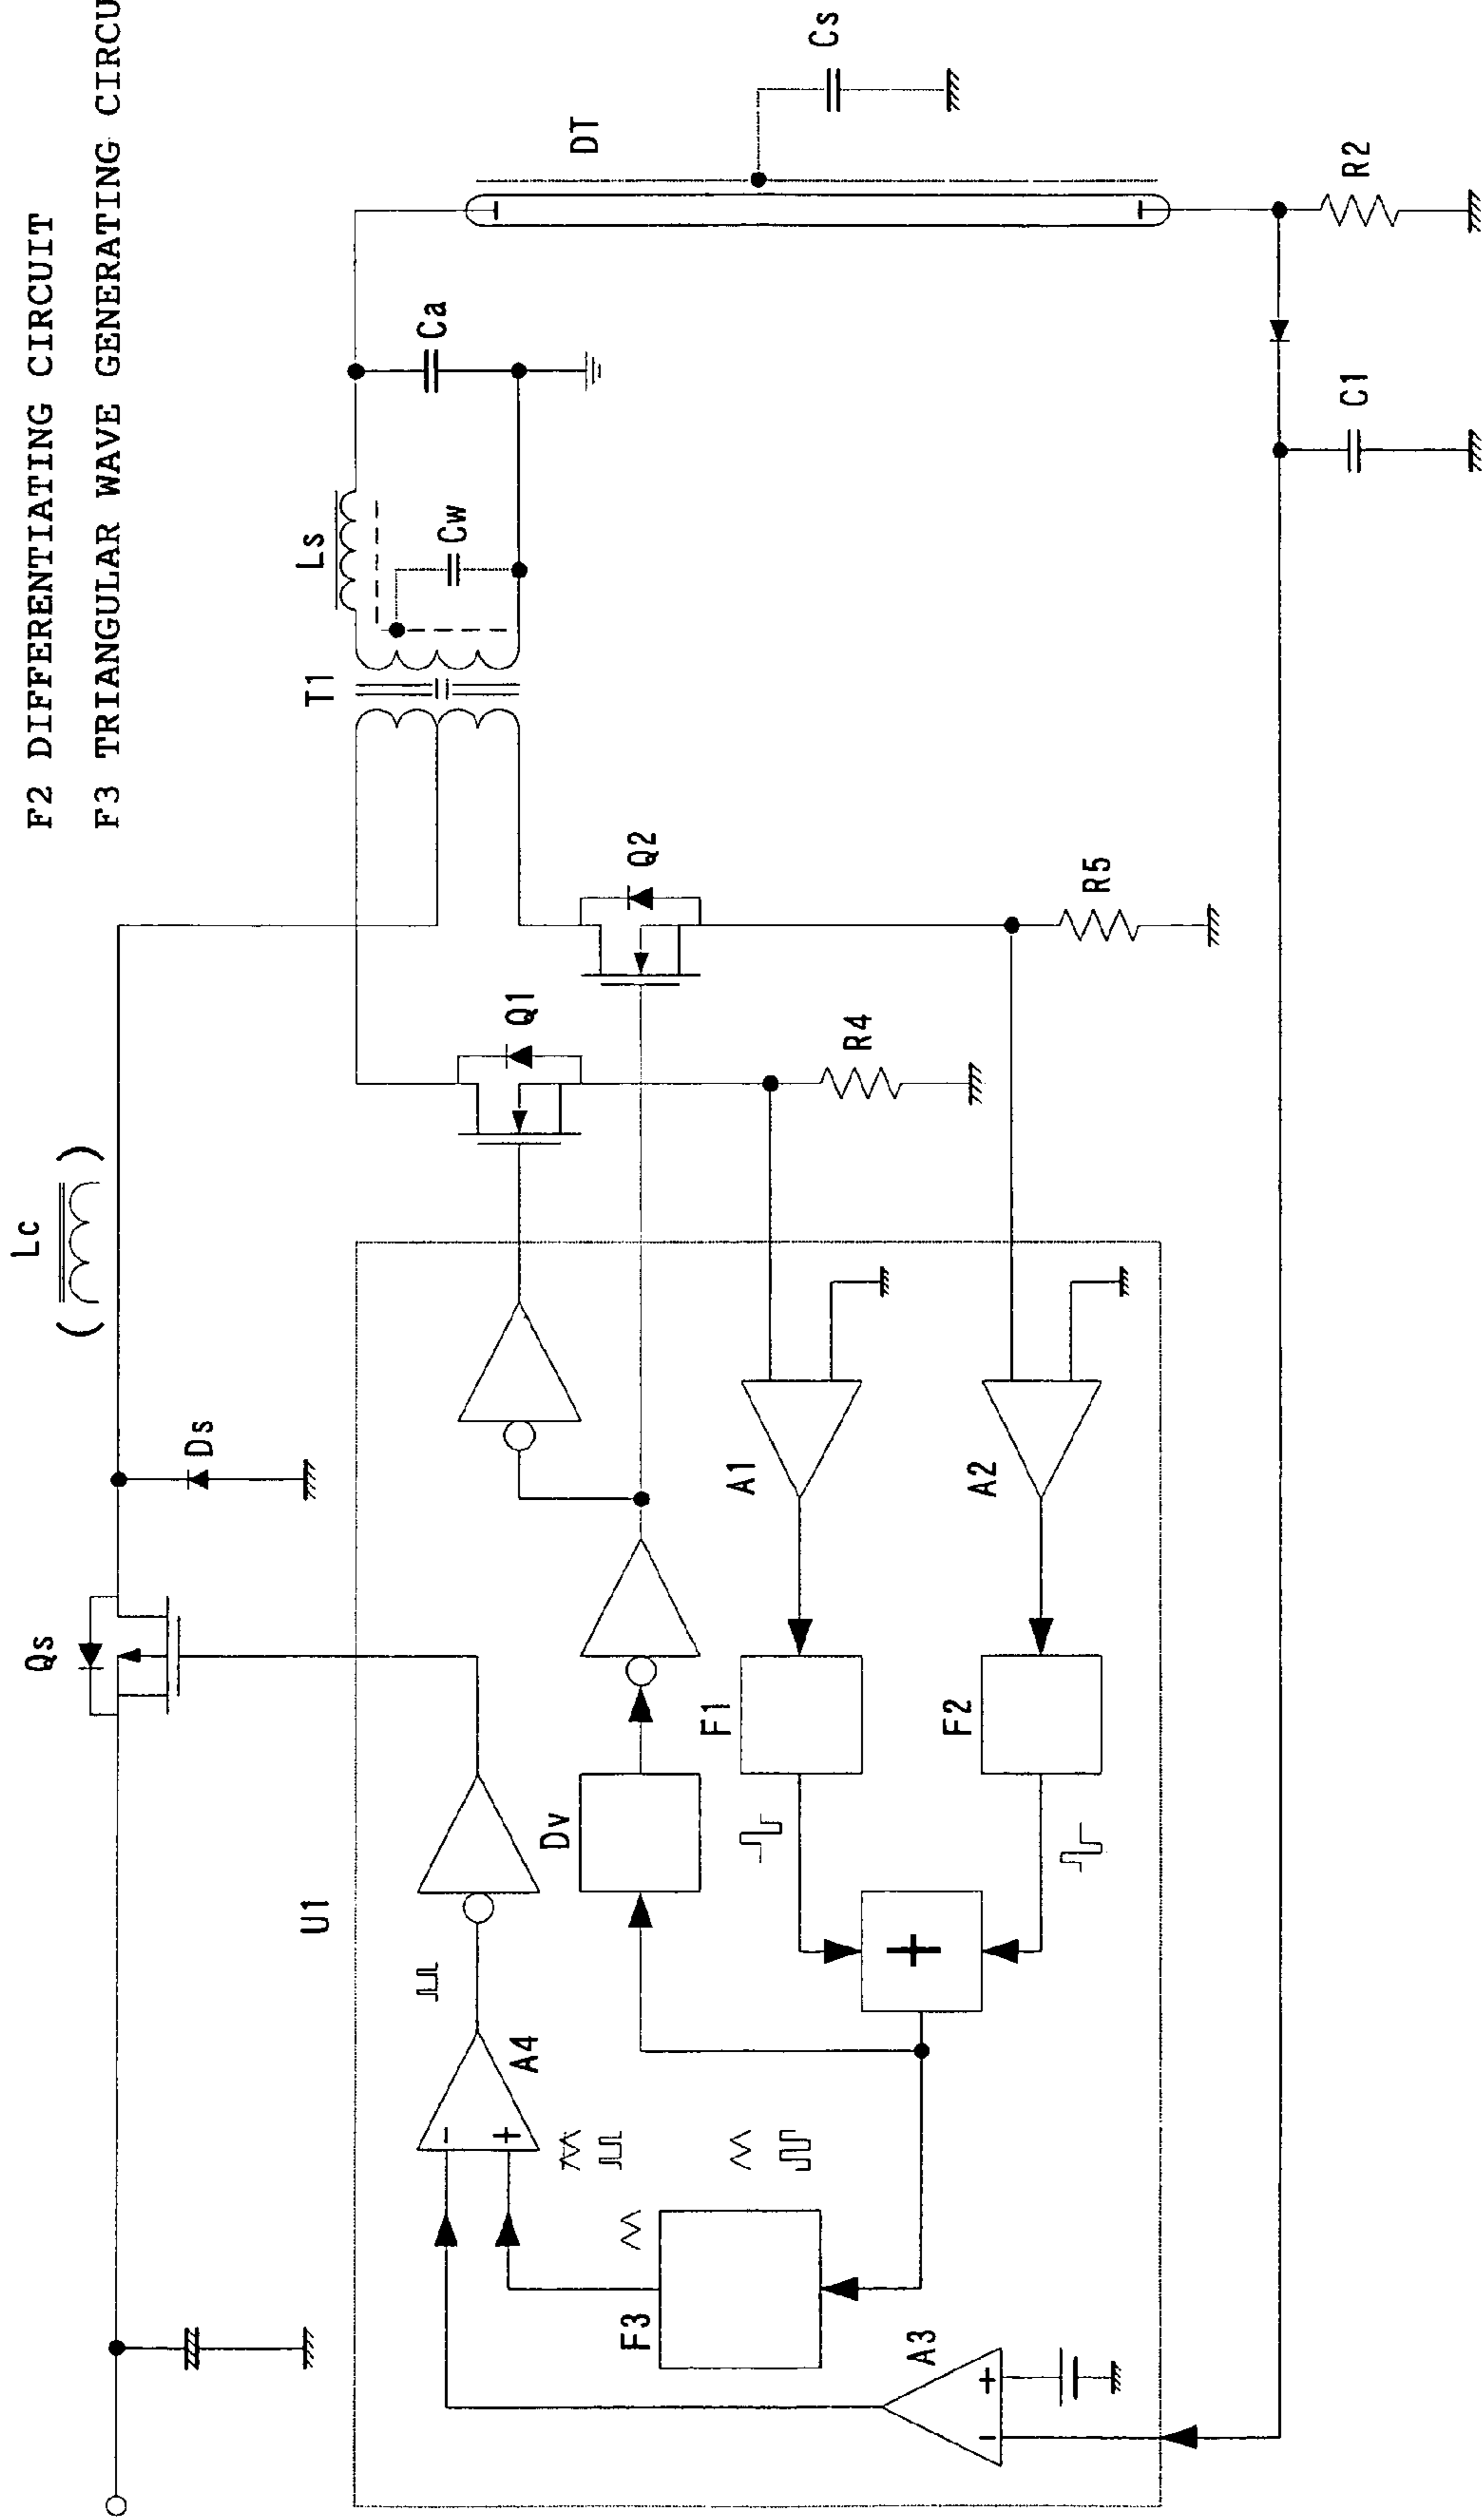 F2 DIFFERENTIATING CIRCUIT
F3 TRIANGULAR WAVE GENERATING CIRCU
Lc
( )
Qs
Ds
T1
Ls
Cw
Ca
DT
Cs
U1
Q1
Q2
A4
-
+
Dv
A1
R4
F3
F1
A2
R5
+
F2
A3
+
-
C1
R2